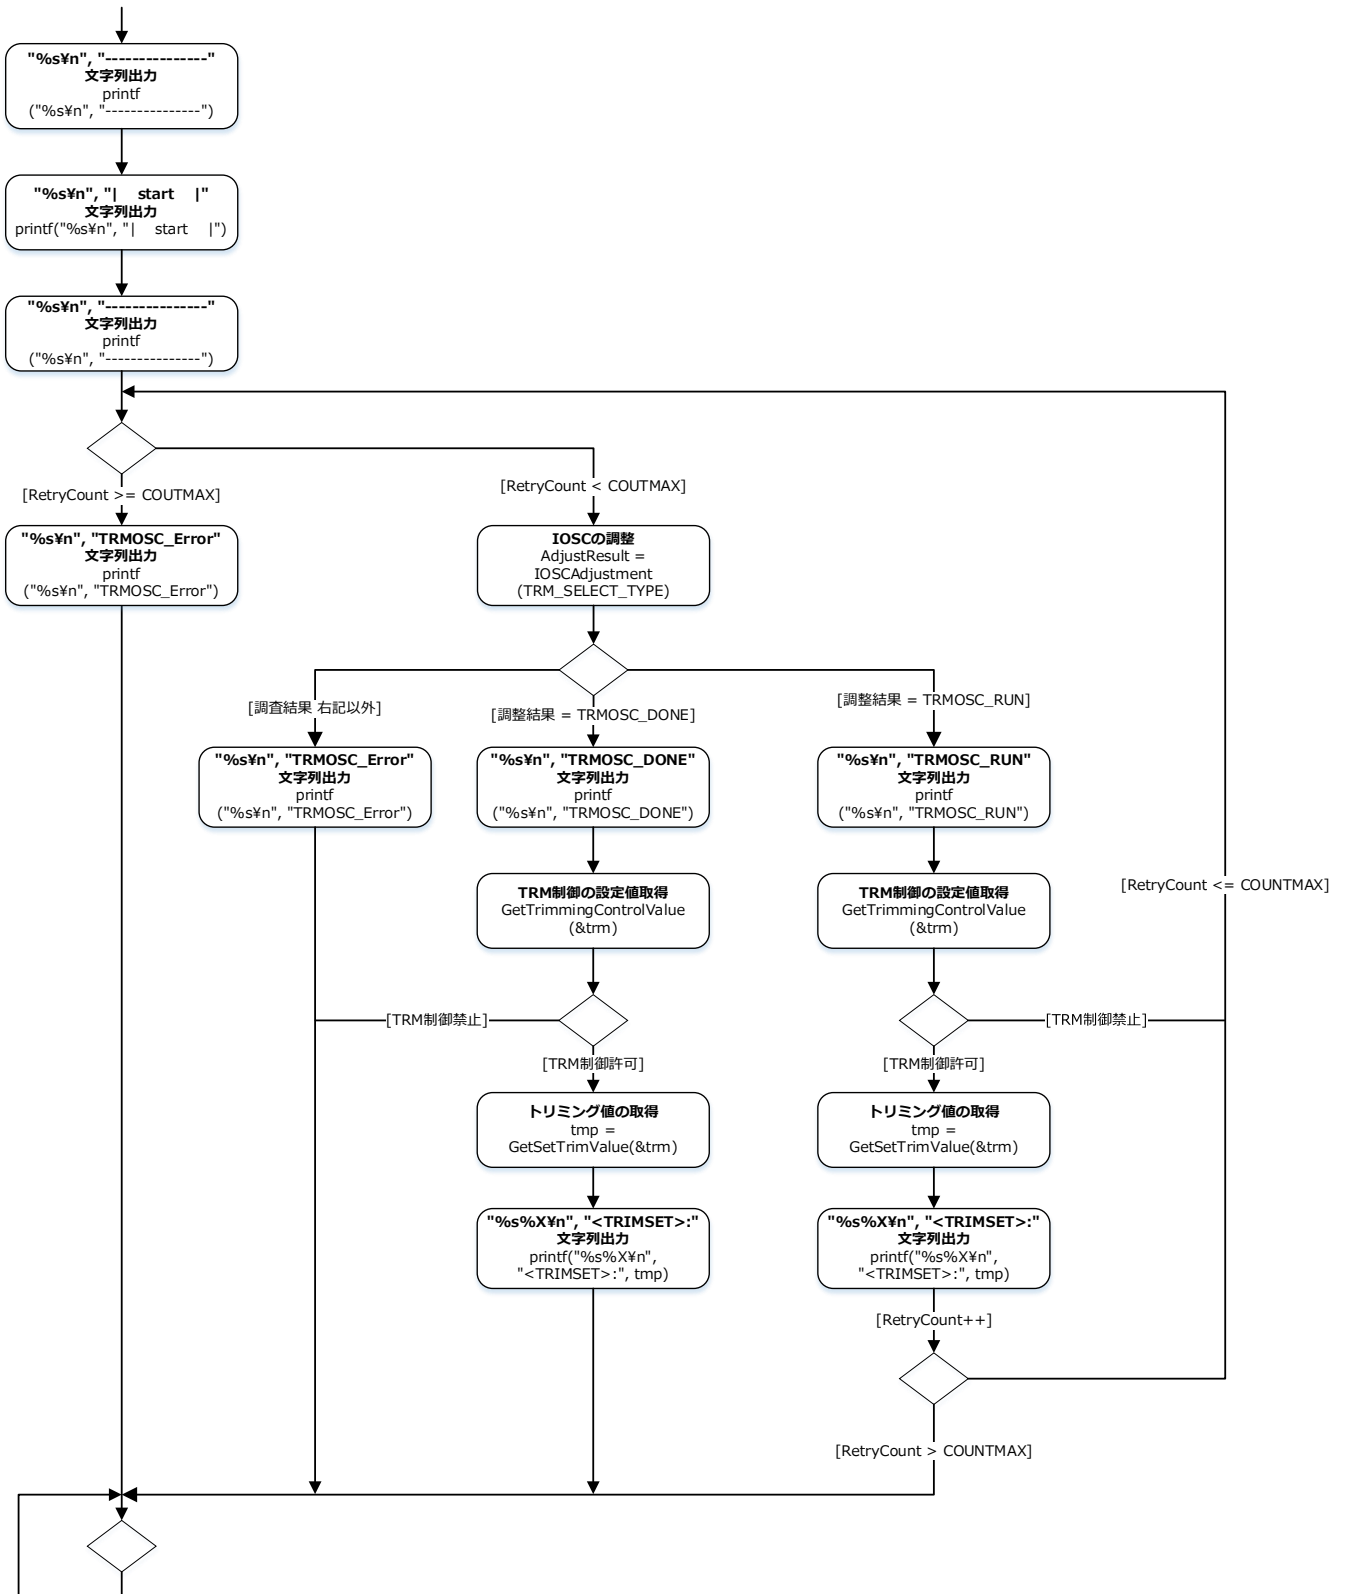 "%s¥n", "---------------"
文字列出力
printf
("%s¥n", "---------------")
"%s¥n", "|    start    |"
文字列出力
printf("%s¥n", "|    start    |")
"%s¥n", "---------------"
文字列出力
printf
("%s¥n", "---------------")
[RetryCount >= COUTMAX]
[RetryCount < COUTMAX]
"%s¥n", "TRMOSC_Error"
文字列出力
printf
("%s¥n", "TRMOSC_Error")
IOSCの調整
AdjustResult =
IOSCAdjustment
(TRM_SELECT_TYPE)
[調査結果 右記以外]
[調整結果 = TRMOSC_DONE]
[調整結果 = TRMOSC_RUN]
"%s¥n", "TRMOSC_Error"
文字列出力
printf
("%s¥n", "TRMOSC_Error")
"%s¥n", "TRMOSC_DONE"
文字列出力
printf
("%s¥n", "TRMOSC_DONE")
"%s¥n", "TRMOSC_RUN"
文字列出力
printf
("%s¥n", "TRMOSC_RUN")
TRM制御の設定値取得
GetTrimmingControlValue
(&trm)
TRM制御の設定値取得
GetTrimmingControlValue
(&trm)
[RetryCount <= COUNTMAX]
[TRM制御禁止]
[TRM制御禁止]
[TRM制御許可]
[TRM制御許可]
トリミング値の取得
tmp =
GetSetTrimValue(&trm)
トリミング値の取得
tmp =
GetSetTrimValue(&trm)
"%s%X¥n", "<TRIMSET>:"
文字列出力
printf("%s%X¥n",
"<TRIMSET>:", tmp)
"%s%X¥n", "<TRIMSET>:"
文字列出力
printf("%s%X¥n",
"<TRIMSET>:", tmp)
[RetryCount++]
[RetryCount > COUNTMAX]